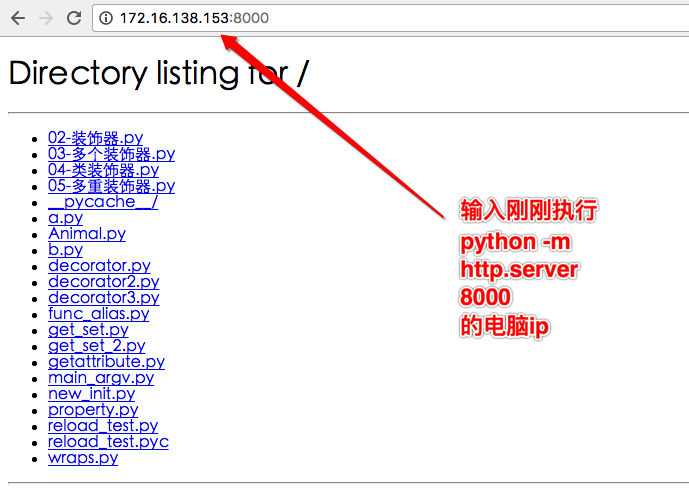 172.16.138.153:8000
Directory listing for /
02-装饰器.py
03-多个装饰器.py
04-类装饰器.py
05-多重装饰器.py
__pycache__/
a.py
Animal.py
b.py
decorator.py
decorator2.py
decorator3.py
func_alias.py
get_set.py
get_set_2.py
getattribute.py
main_argv.py
new_init.py
property.py
reload_test.py
reload_test.pyc
wraps.py
输入刚刚执行
python -m
http.server
8000
的电脑ip